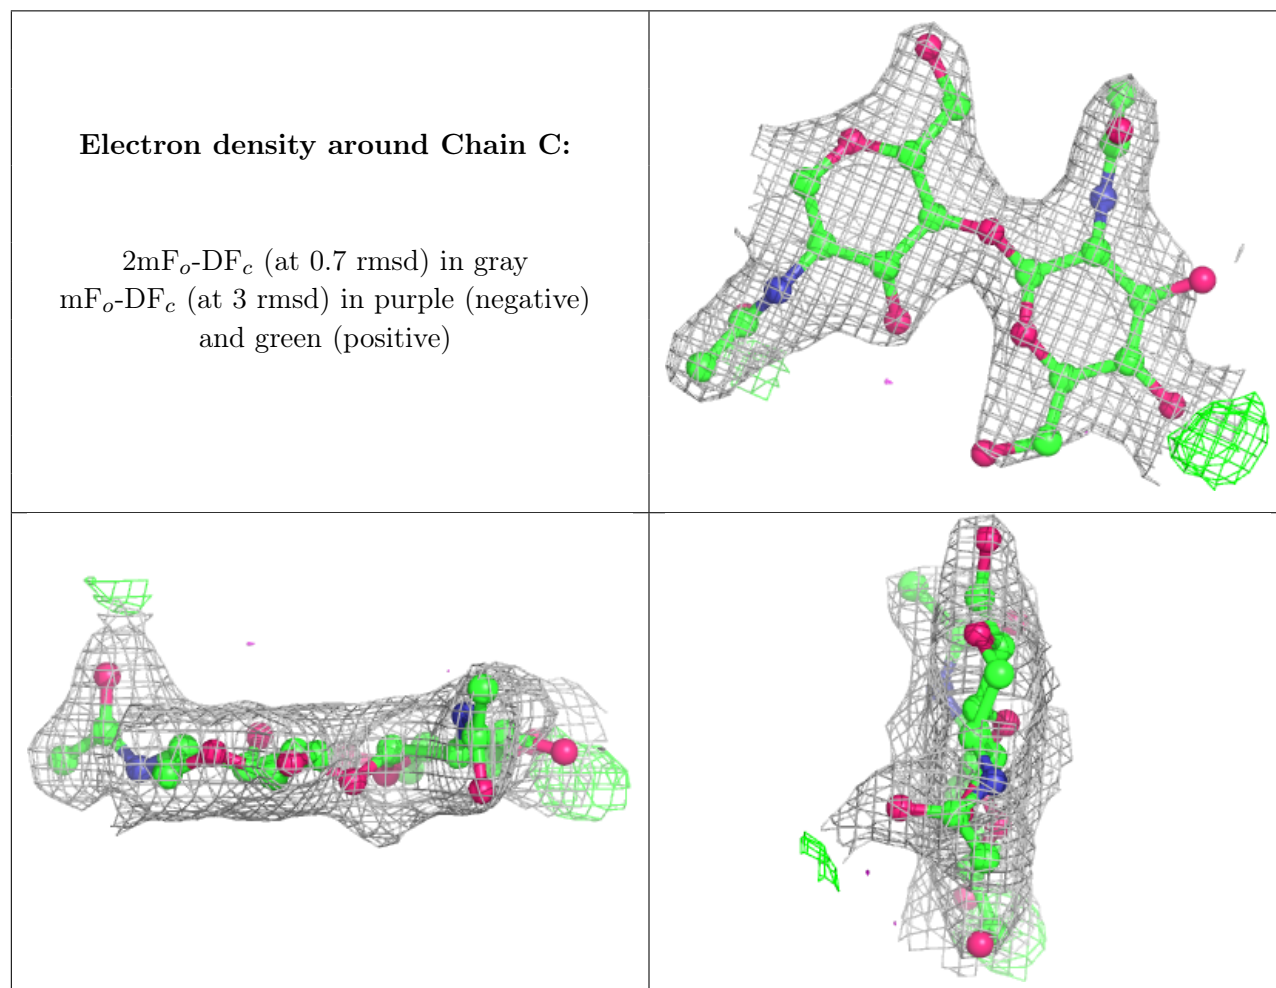 Electron density around Chain C:
2mFo-DFc (at 0.7 rmsd) in gray
mFo-DFc (at 3 rmsd) in purple (negative)
and green (positive)